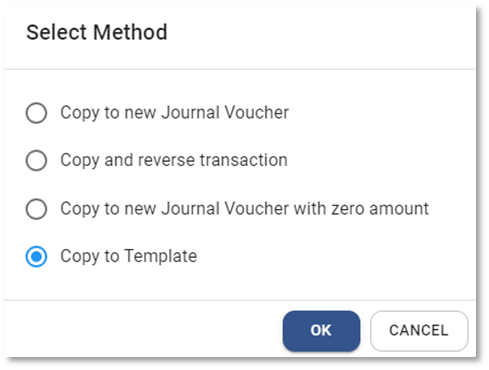 Select Method
Copy to new Journal Voucher
Copy and reverse transaction
Copy to new Journal Voucher with zero amount
Copy to Template
OK
CANCEL